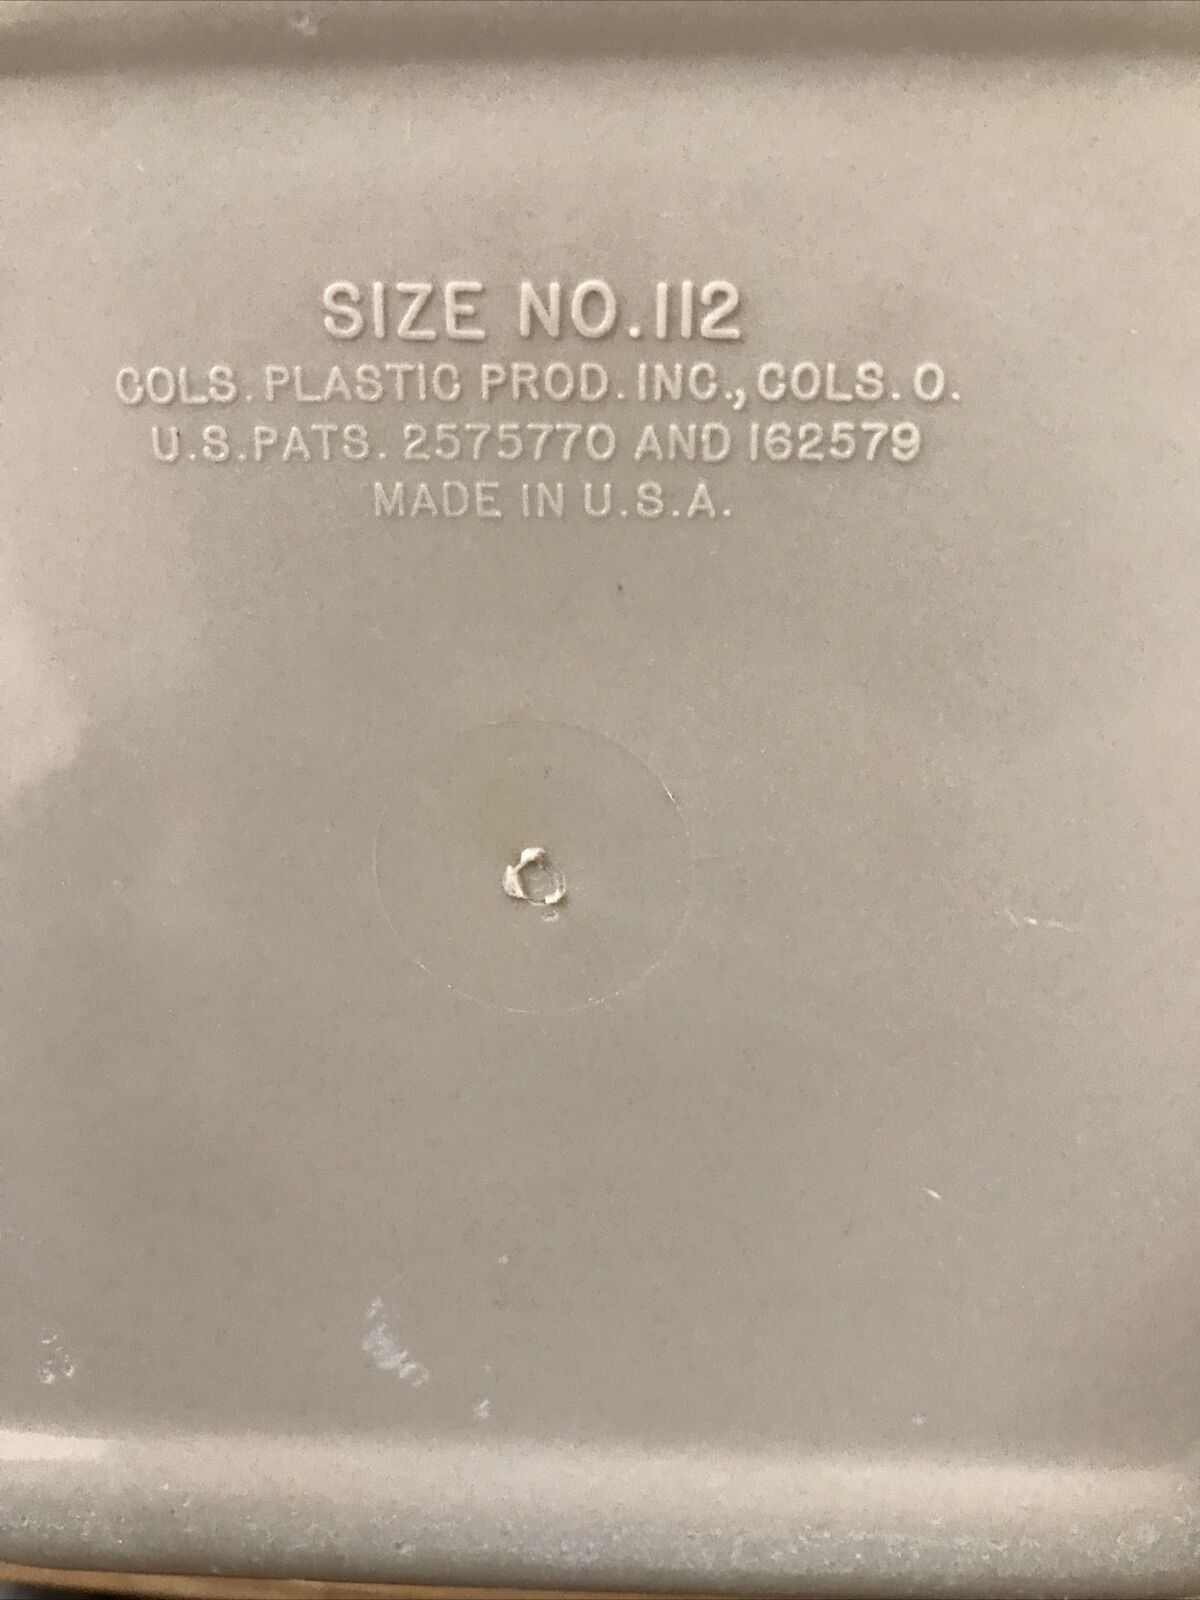 SIZE NO. 112
COLS. PLASTIC PROD. INC., COLS. O.
U.S. PATS. 2575770 AND 162579
MADE IN U.S.A.